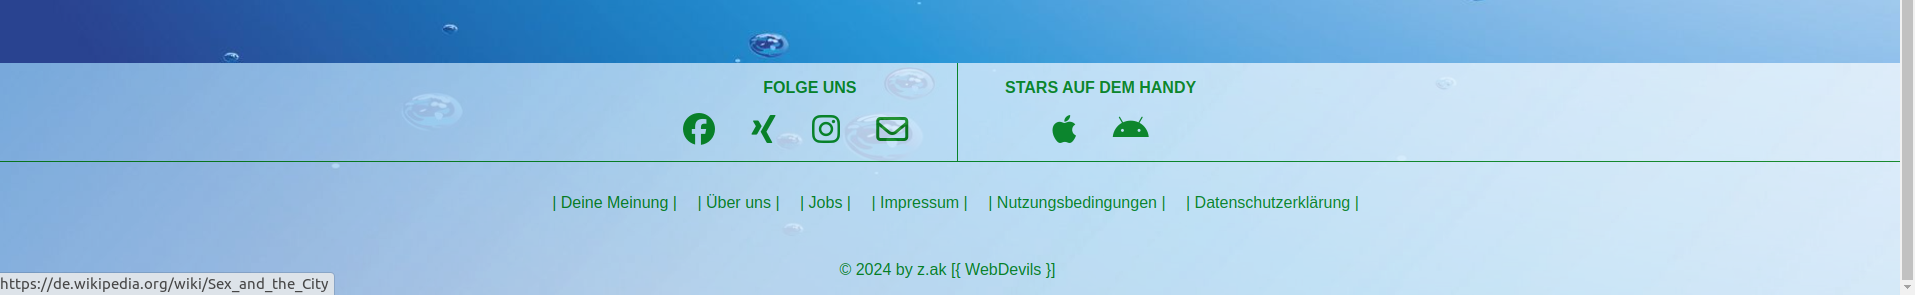 FOLGE UNS
STARS AUF DEM HANDY
| Deine Meinung | | Über uns | | Jobs | | Impressum | | Nutzungsbedingungen | | Datenschutzerklärung |
© 2024 by z.ak [{ WebDevils }]
https://de.wikipedia.org/wiki/Sex_and_the_City